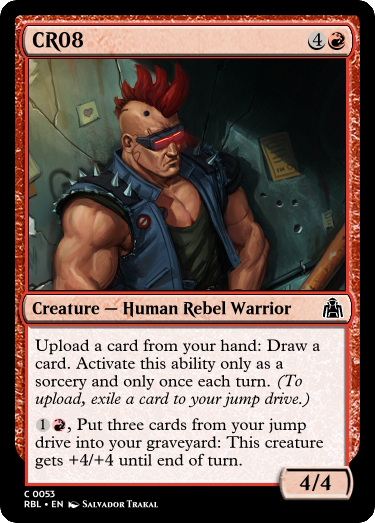 CR08
4
Creature — Human Rebel Warrior
Upload a card from your hand: Draw a
card. Activate this ability only as a
sorcery and only once each turn. (To
upload, exile a card to your jump drive.)
1 , Put three cards from your jump
drive into your graveyard: This creature
gets +4/+4 until end of turn.
4/4
C 0053
RBL • EN Salvador Trakal